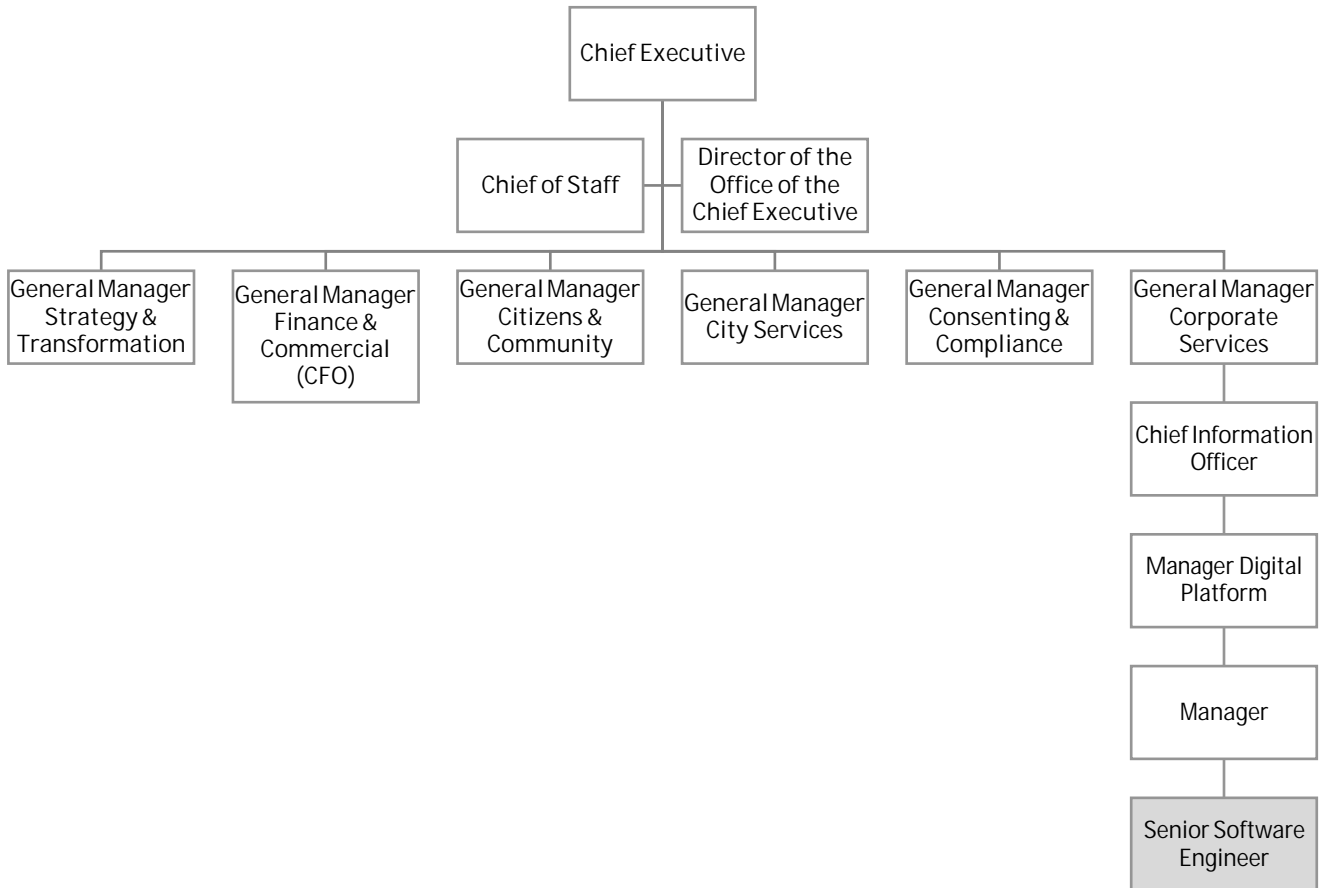 Chief Executive
Chief of Staff
Director of the
Office of the
Chief Executive
General Manager
Strategy &
Transformation
General Manager
Finance &
Commercial
(CFO)
General Manager
Citizens &
Community
General Manager
City Services
General Manager
Consenting &
Compliance
General Manager
Corporate
Services
Chief Information
Officer
Manager Digital
Platform
Manager
Senior Software
Engineer